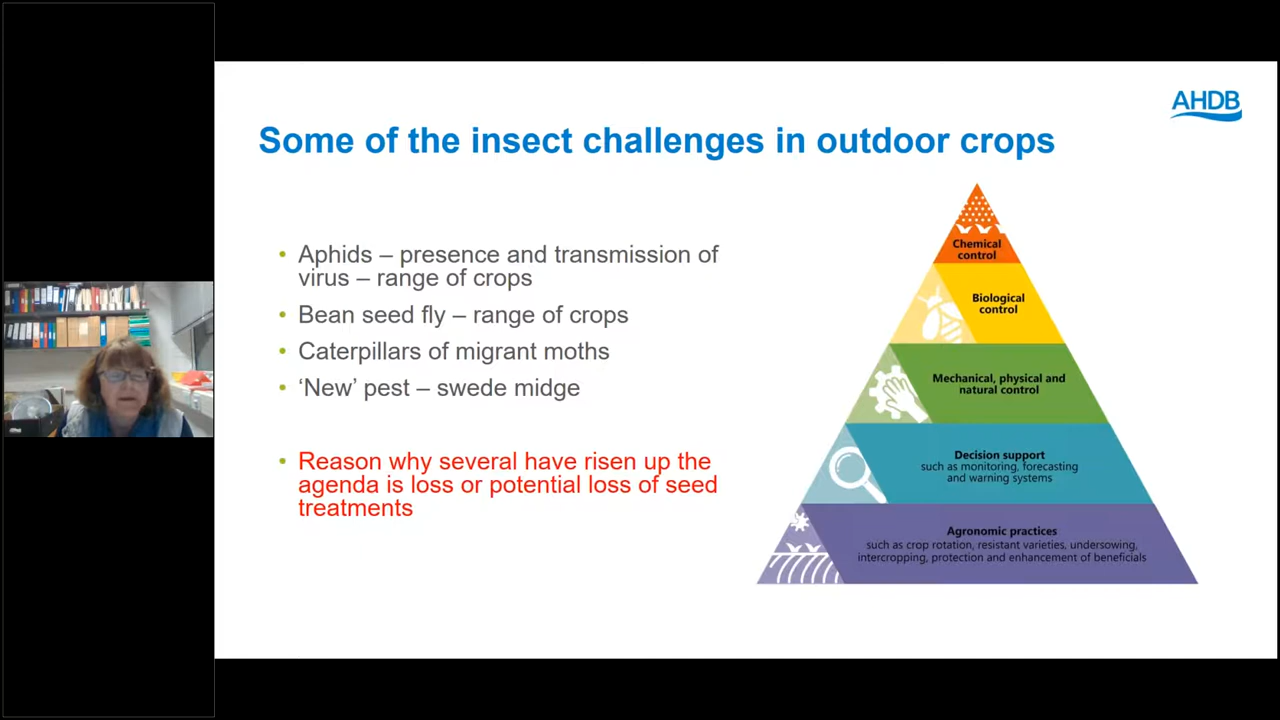 AHDB
Some of the insect challenges in outdoor crops
• Aphids – presence and transmission of
virus – range of crops
• Bean seed fly – range of crops
• Caterpillars of migrant moths
• ‘New’ pest – swede midge
• Reason why several have risen up the
agenda is loss or potential loss of seed
treatments
Chemical
control
Biological
control
Mechanical, physical and
natural control
Decision support
such as monitoring, forecasting
and warning systems
Agronomic practices
such as crop rotation, resistant varieties, undersowing,
intercropping, protection and enhancement of beneficials